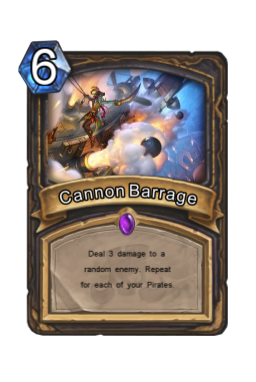 6
Cannon Barrage
Deal 3 damage to a
random enemy. Repeat
for each of your Pirates